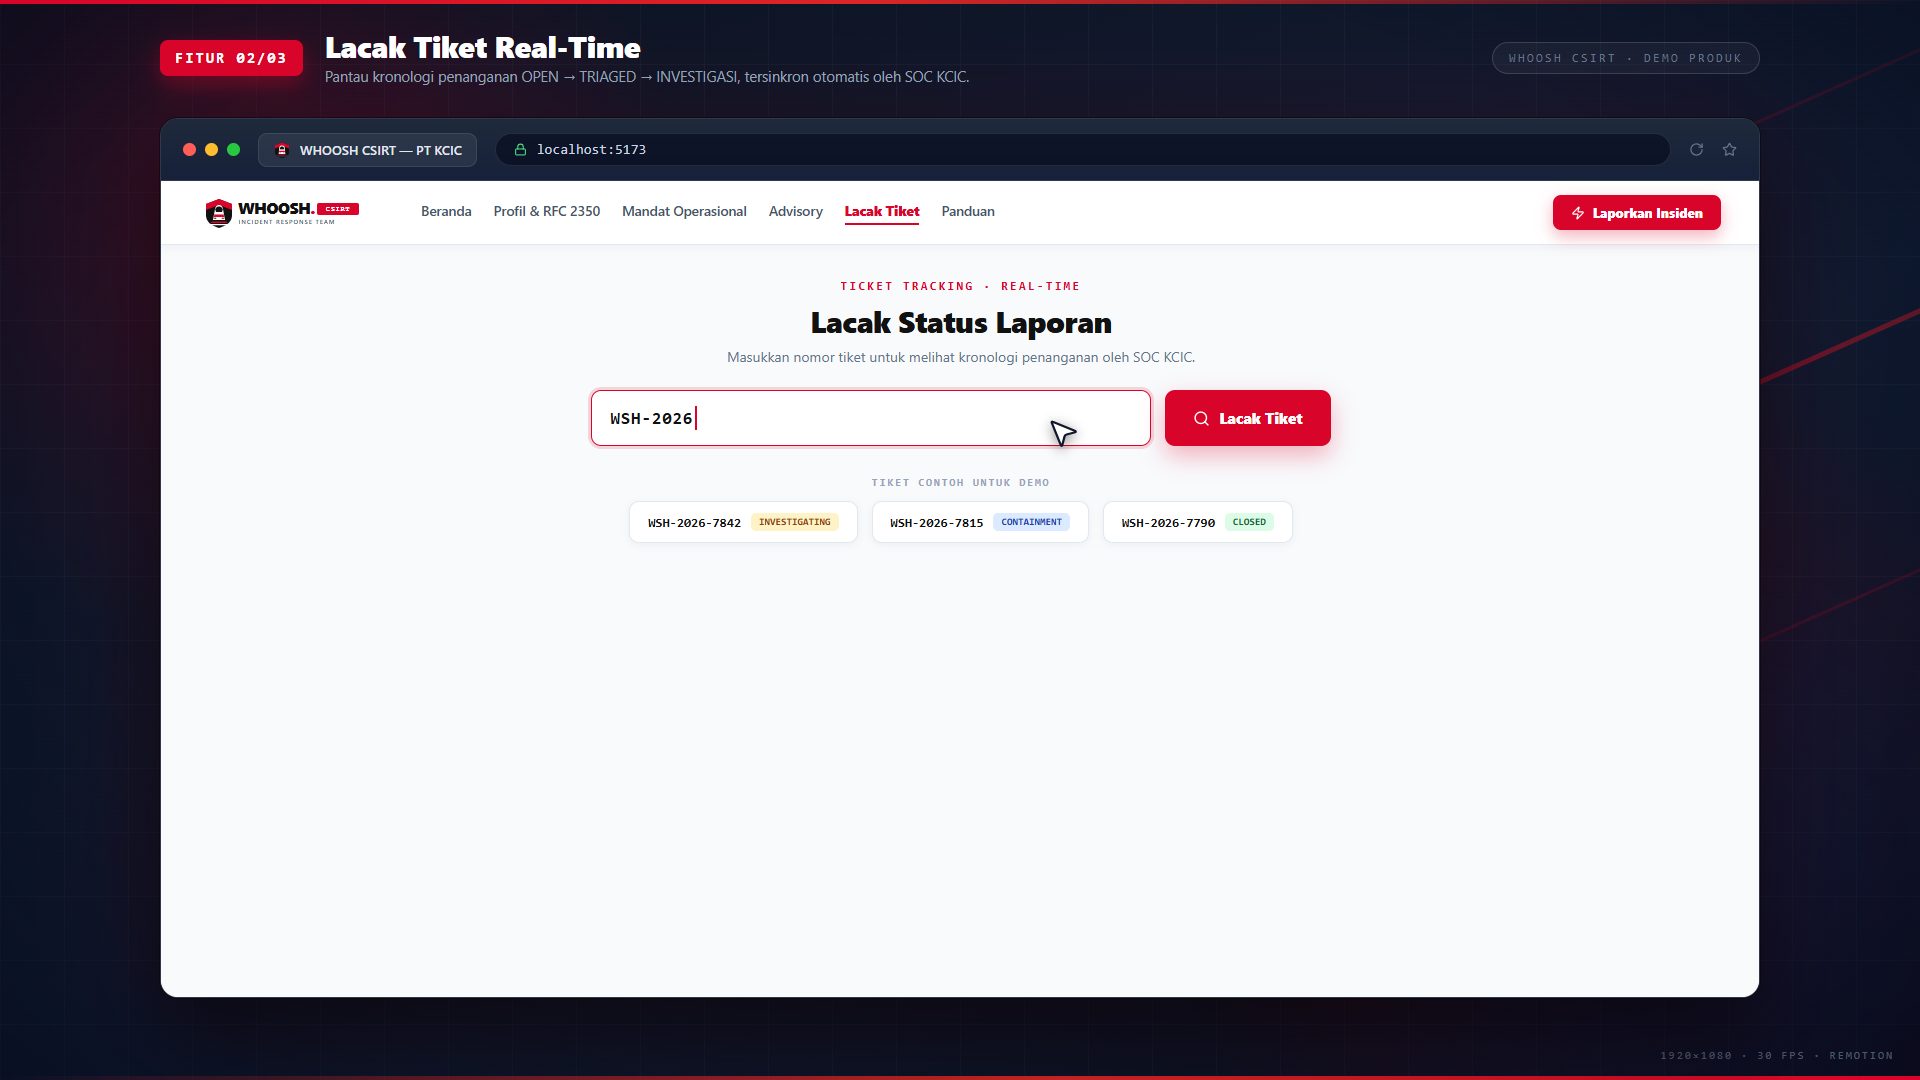 FITUR 02/03
Lacak Tiket Real-Time
Pantau kronologi penanganan OPEN → TRIAGED → INVESTIGASI, tersinkron otomatis oleh SOC KCIC.
WHOOSH CSIRT · DEMO PRODUK
WHOOSH CSIRT — PT KCIC
localhost:5173
WHOOSH. CSIRT
INCIDENT RESPONSE TEAM
Beranda Profil & RFC 2350 Mandat Operasional Advisory Lacak Tiket Panduan
Laporkan Insiden
TICKET TRACKING · REAL-TIME
Lacak Status Laporan
Masukkan nomor tiket untuk melihat kronologi penanganan oleh SOC KCIC.
WSH-2026
Lacak Tiket
TIKET CONTOH UNTUK DEMO
WSH-2026-7842 INVESTIGATING WSH-2026-7815 CONTAINMENT WSH-2026-7790 CLOSED
1920×1080 · 30 FPS · REMOTION